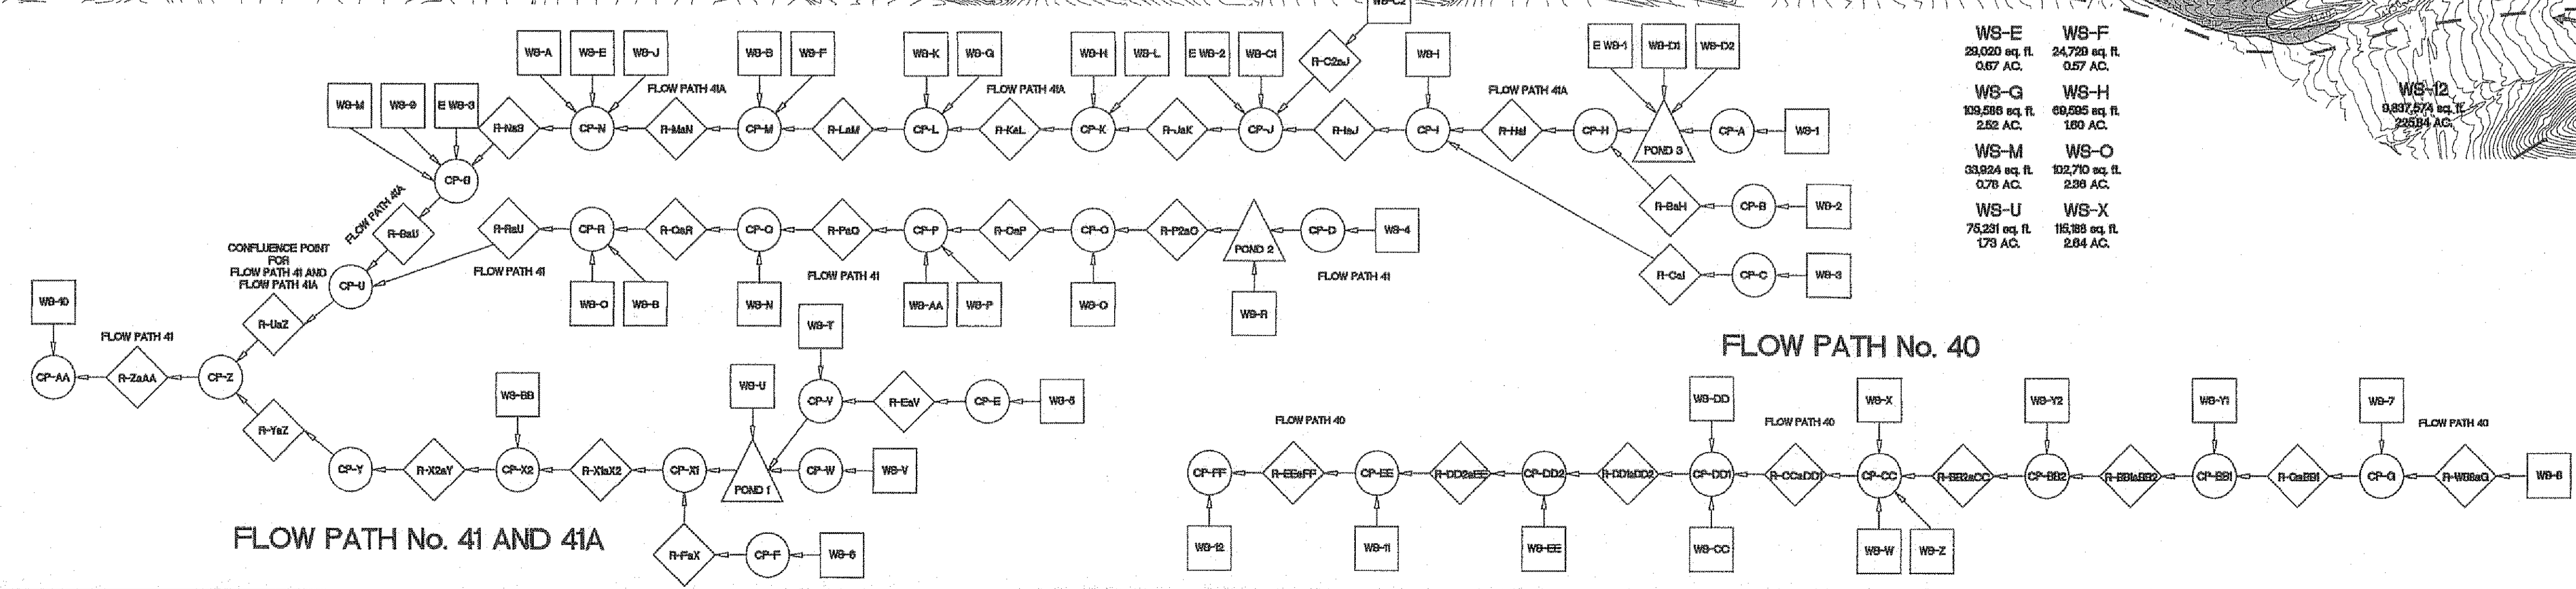 WS-C2
WS-A WS-E WS-J WS-B WS-F WS-K WS-G WS-H WS-L E WS-2 WS-C1 R-C2aJ WS-I E WS-1 WS-D1 WS-D2
FLOW PATH 41A FLOW PATH 41A FLOW PATH 41A
WS-M WS-9 E WS-3
CP-N R-MaN CP-M R-LaM CP-L R-KaL CP-K R-JaK CP-J R-IaJ CP-I R-HaI CP-H POND 3 CP-A WS-1
FLOW PATH 41A
R-BaH CP-B WS-2
R-RaU CP-R R-QaR CP-Q R-PaQ CP-P R-OaP CP-O R-P2aO POND 2 CP-D WS-4
CONFLUENCE POINT
FOR
FLOW PATH 41 AND
FLOW PATH 41A
FLOW PATH 41 FLOW PATH 41 FLOW PATH 41
CP-U
R-CaI CP-C WS-3
WS-10 WS-N WS-AA WS-P WS-R
R-UaZ WS-T
FLOW PATH 41
CP-AA R-ZaAA CP-Z
WS-BB WS-U CP-V R-EaV CP-E WS-5
R-YaZ
CP-Y R-X2aY CP-X2 R-X1aX2 CP-X1 POND 1 CP-W WS-V
R-FaX CP-F WS-6
FLOW PATH No. 41 AND 41A
WS-E WS-F
29,020 sq. ft. 24,729 sq. ft.
0.67 AC. 0.57 AC.
WS-G WS-H
109,586 sq. ft. 69,595 sq. ft.
2.52 AC. 1.60 AC.
WS-M WS-O
33,924 sq. ft. 102,710 sq. ft.
0.78 AC. 2.36 AC.
WS-U WS-X
75,231 sq. ft. 115,188 sq. ft.
1.73 AC. 2.64 AC.
WS-12
9,837,574 sq. ft.
225.84 AC.
FLOW PATH No. 40
WS-DD WS-X WS-Y2 WS-Y1 WS-7
FLOW PATH 40 FLOW PATH 40 FLOW PATH 40
CP-FF R-EEaFF CP-EE R-DD2aEE CP-DD2 R-DD1aDD2 CP-DD1 R-CCaDD1 CP-CC R-BB2aCC CP-BB2 R-BB1aBB2 CP-BB1 R-GaBB1 CP-G R-WS8aG WS-8
WS-12 WS-11 WS-EE WS-CC WS-W WS-Z